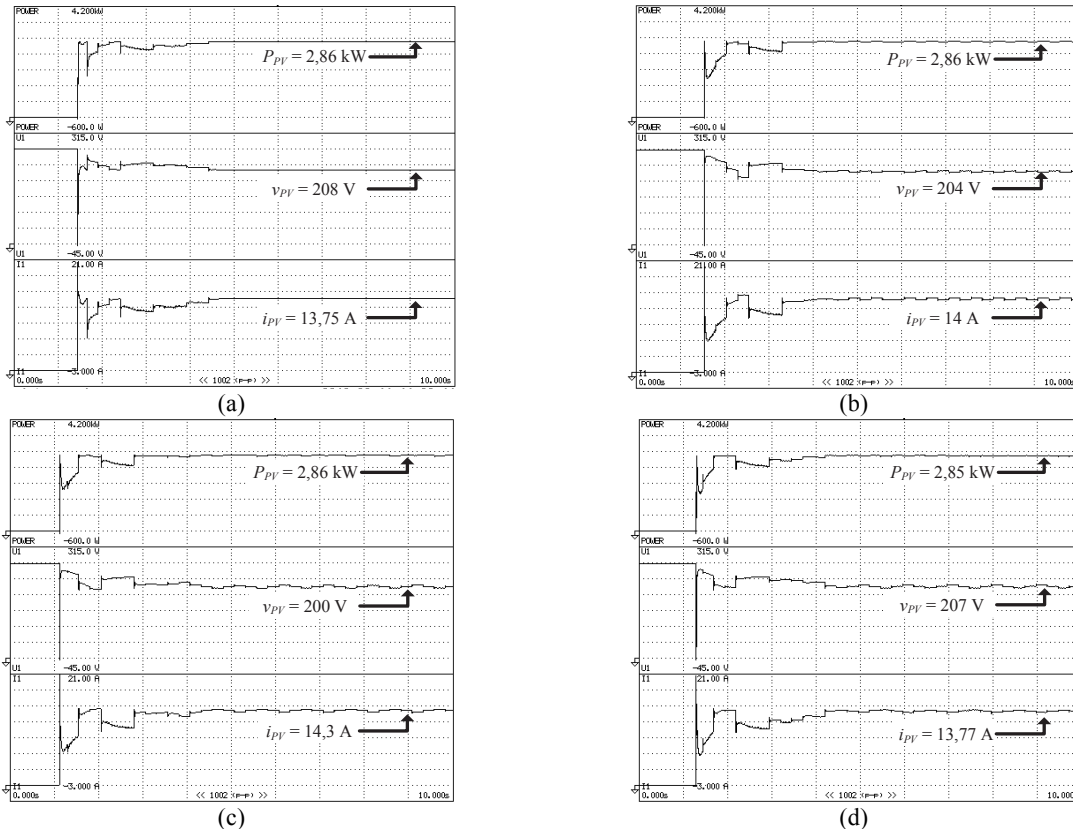 POWER 4.200kW
P_PV = 2,86 kW
POWER -600.0 W
U1 315.0 V
v_PV = 208 V
U1 -45.00 V
I1 21.00 A
i_PV = 13,75 A
I1 -3.000 A
0.000s << 1002 (p-p) >> 10.000s
(a)
POWER 4.200kW
P_PV = 2,86 kW
POWER -600.0 W
U1 315.0 V
v_PV = 204 V
U1 -45.00 V
I1 21.00 A
i_PV = 14 A
I1 -3.000 A
0.000s << 1002 (p-p) >> 10.000s
(b)
POWER 4.200kW
P_PV = 2,86 kW
POWER -600.0 W
U1 315.0 V
v_PV = 200 V
U1 -45.00 V
I1 21.00 A
i_PV = 14,3 A
I1 -3.000 A
0.000s << 1002 (p-p) >> 10.000s
(c)
POWER 4.200kW
P_PV = 2,85 kW
POWER -600.0 W
U1 315.0 V
v_PV = 207 V
U1 -45.00 V
I1 21.00 A
i_PV = 13,77 A
I1 -3.000 A
0.000s << 1002 (p-p) >> 10.000s
(d)